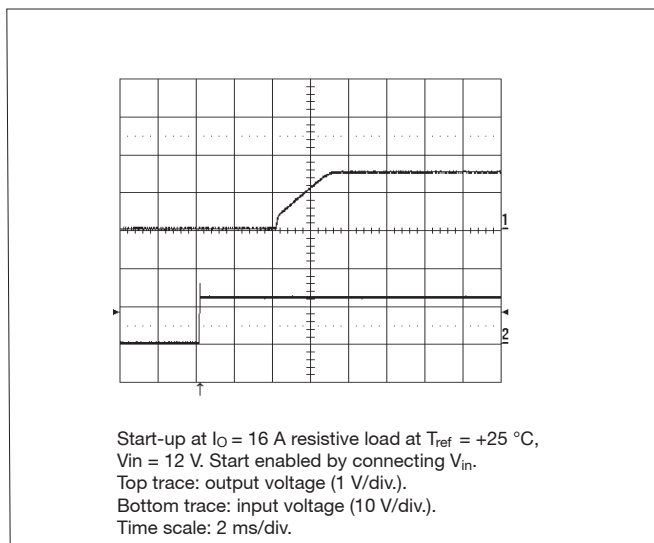 1
2
Start-up at IO = 16 A resistive load at Tref = +25 °C,
Vin = 12 V. Start enabled by connecting Vin.
Top trace: output voltage (1 V/div.).
Bottom trace: input voltage (10 V/div.).
Time scale: 2 ms/div.